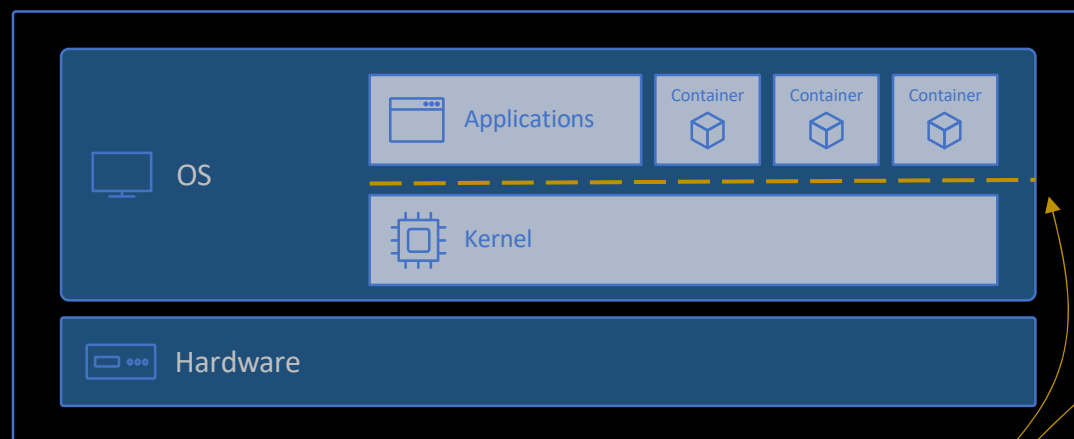 Applications
Container
Container
Container
OS
Kernel
Hardware